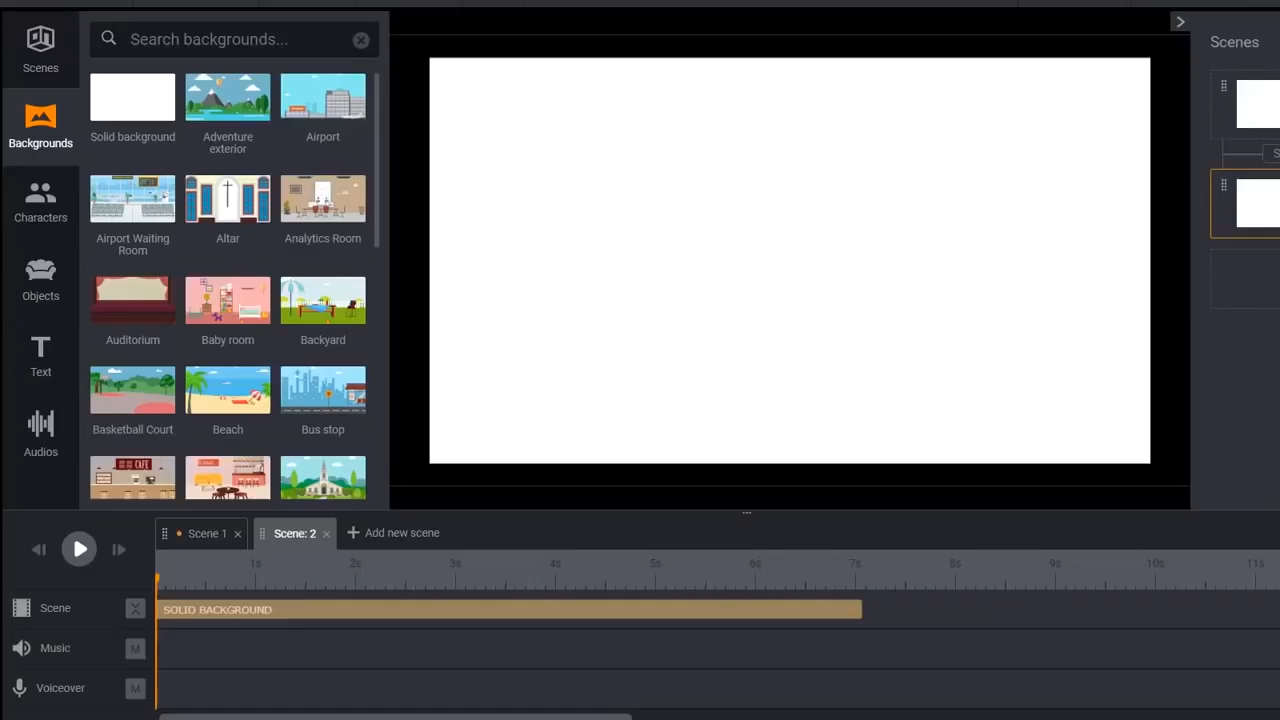 Search backgrounds...
Scenes
Scenes
Solid background
Adventure
exterior
Airport
Backgrounds
Airport Waiting
Room
Altar
Analytics Room
Characters
Objects
Auditorium
Baby room
Backyard
Text
Basketball Court
Beach
Bus stop
Audios
CAFE
Scene 1
Scene: 2
Add new scene
1s
2s
3s
4s
5s
6s
7s
8s
9s
10s
11s
Scene
SOLID BACKGROUND
Music
M
Voiceover
M